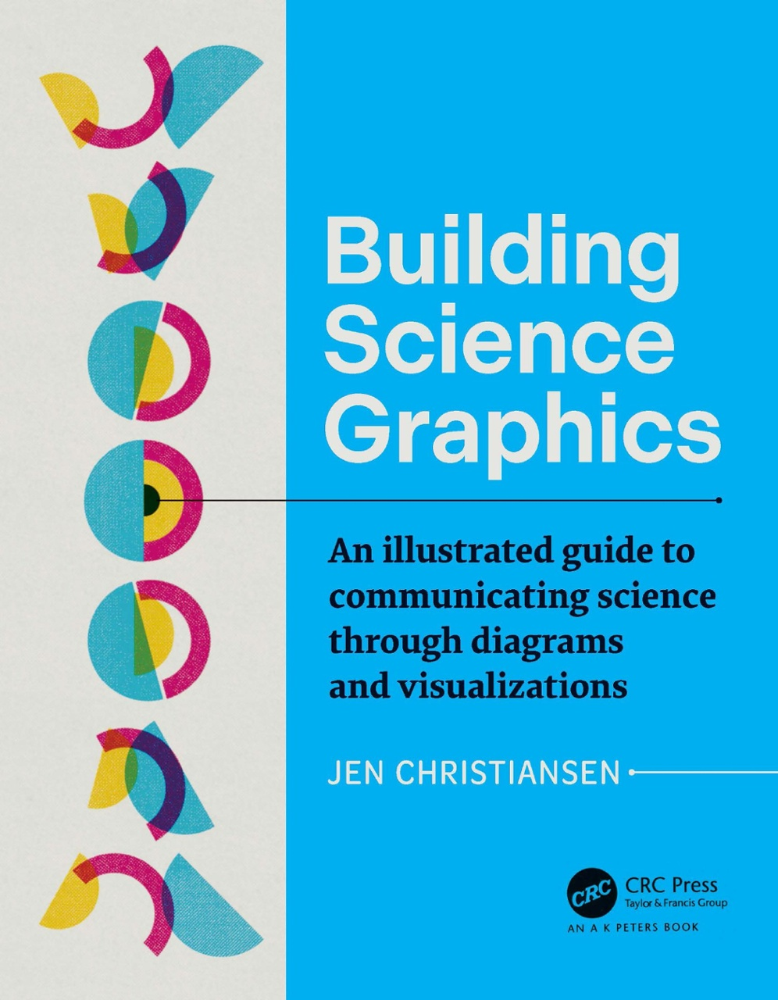 Building
Science
Graphics
An illustrated guide to
communicating science
through diagrams
and visualizations
JEN CHRISTIANSEN
CRC
CRC Press
Taylor & Francis Group
AN A K PETERS BOOK